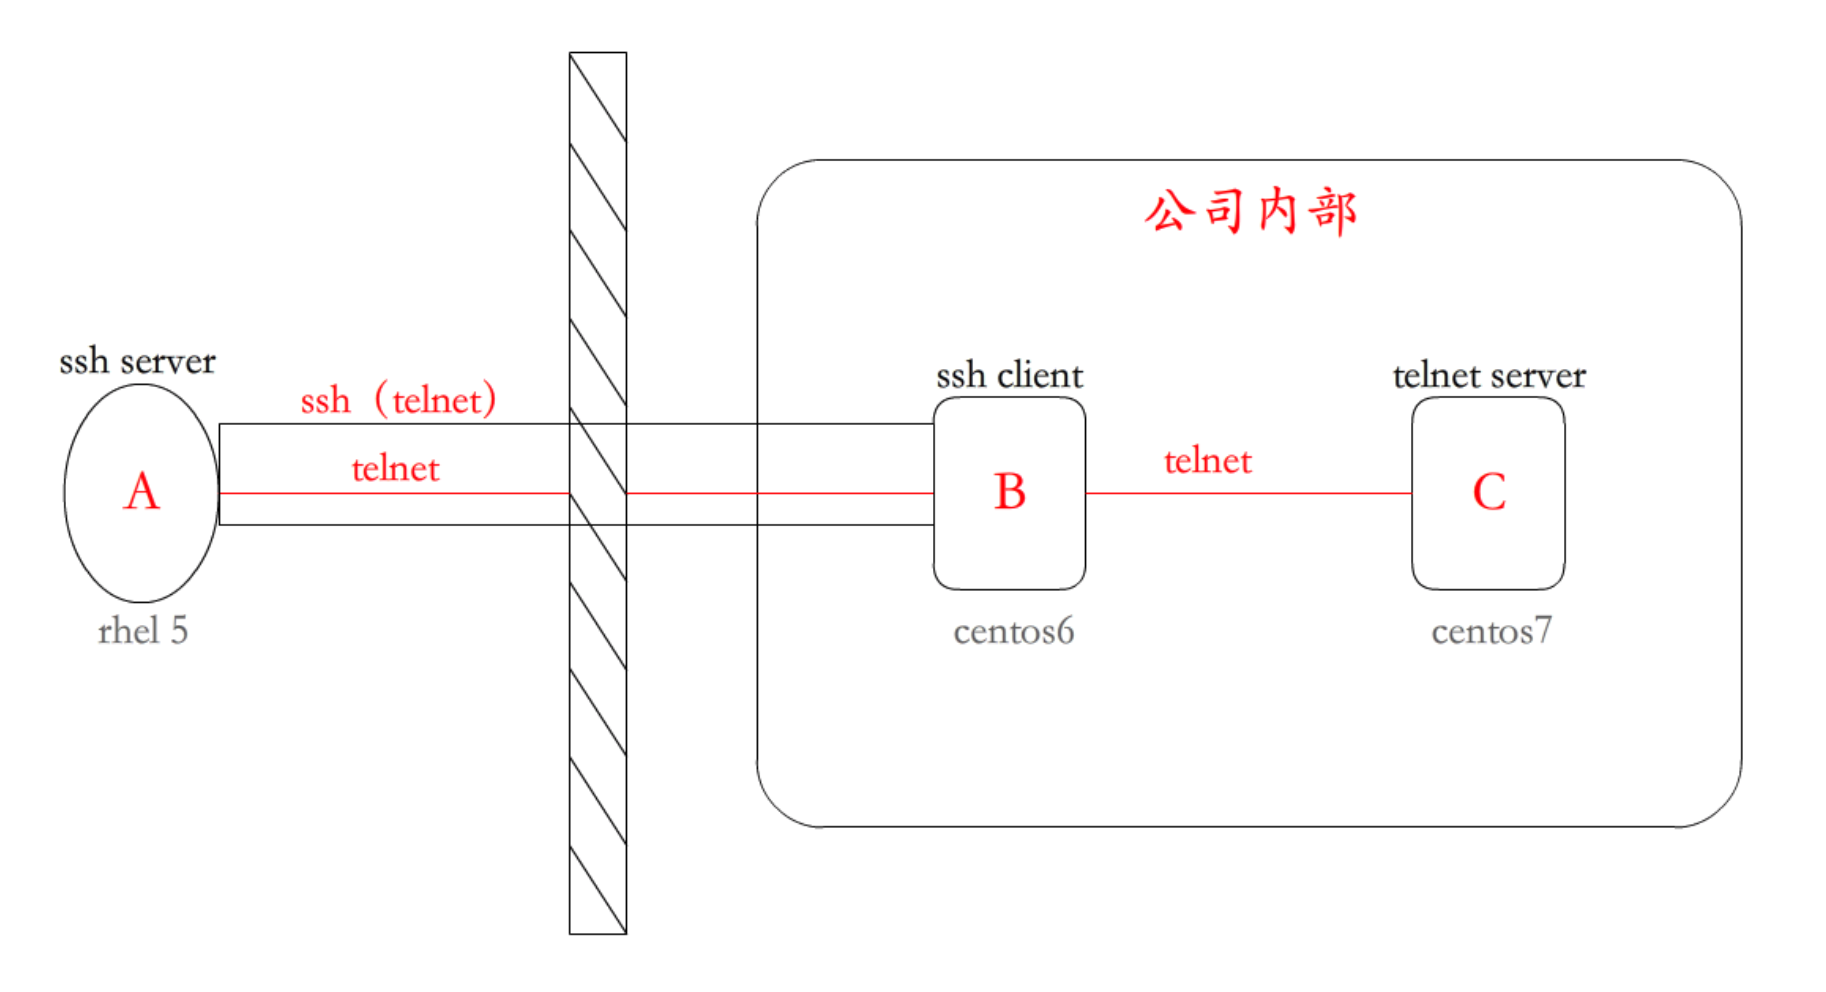 公司内部
ssh server
ssh client
telnet server
ssh（telnet）
telnet
telnet
A
B
C
rhel 5
centos6
centos7